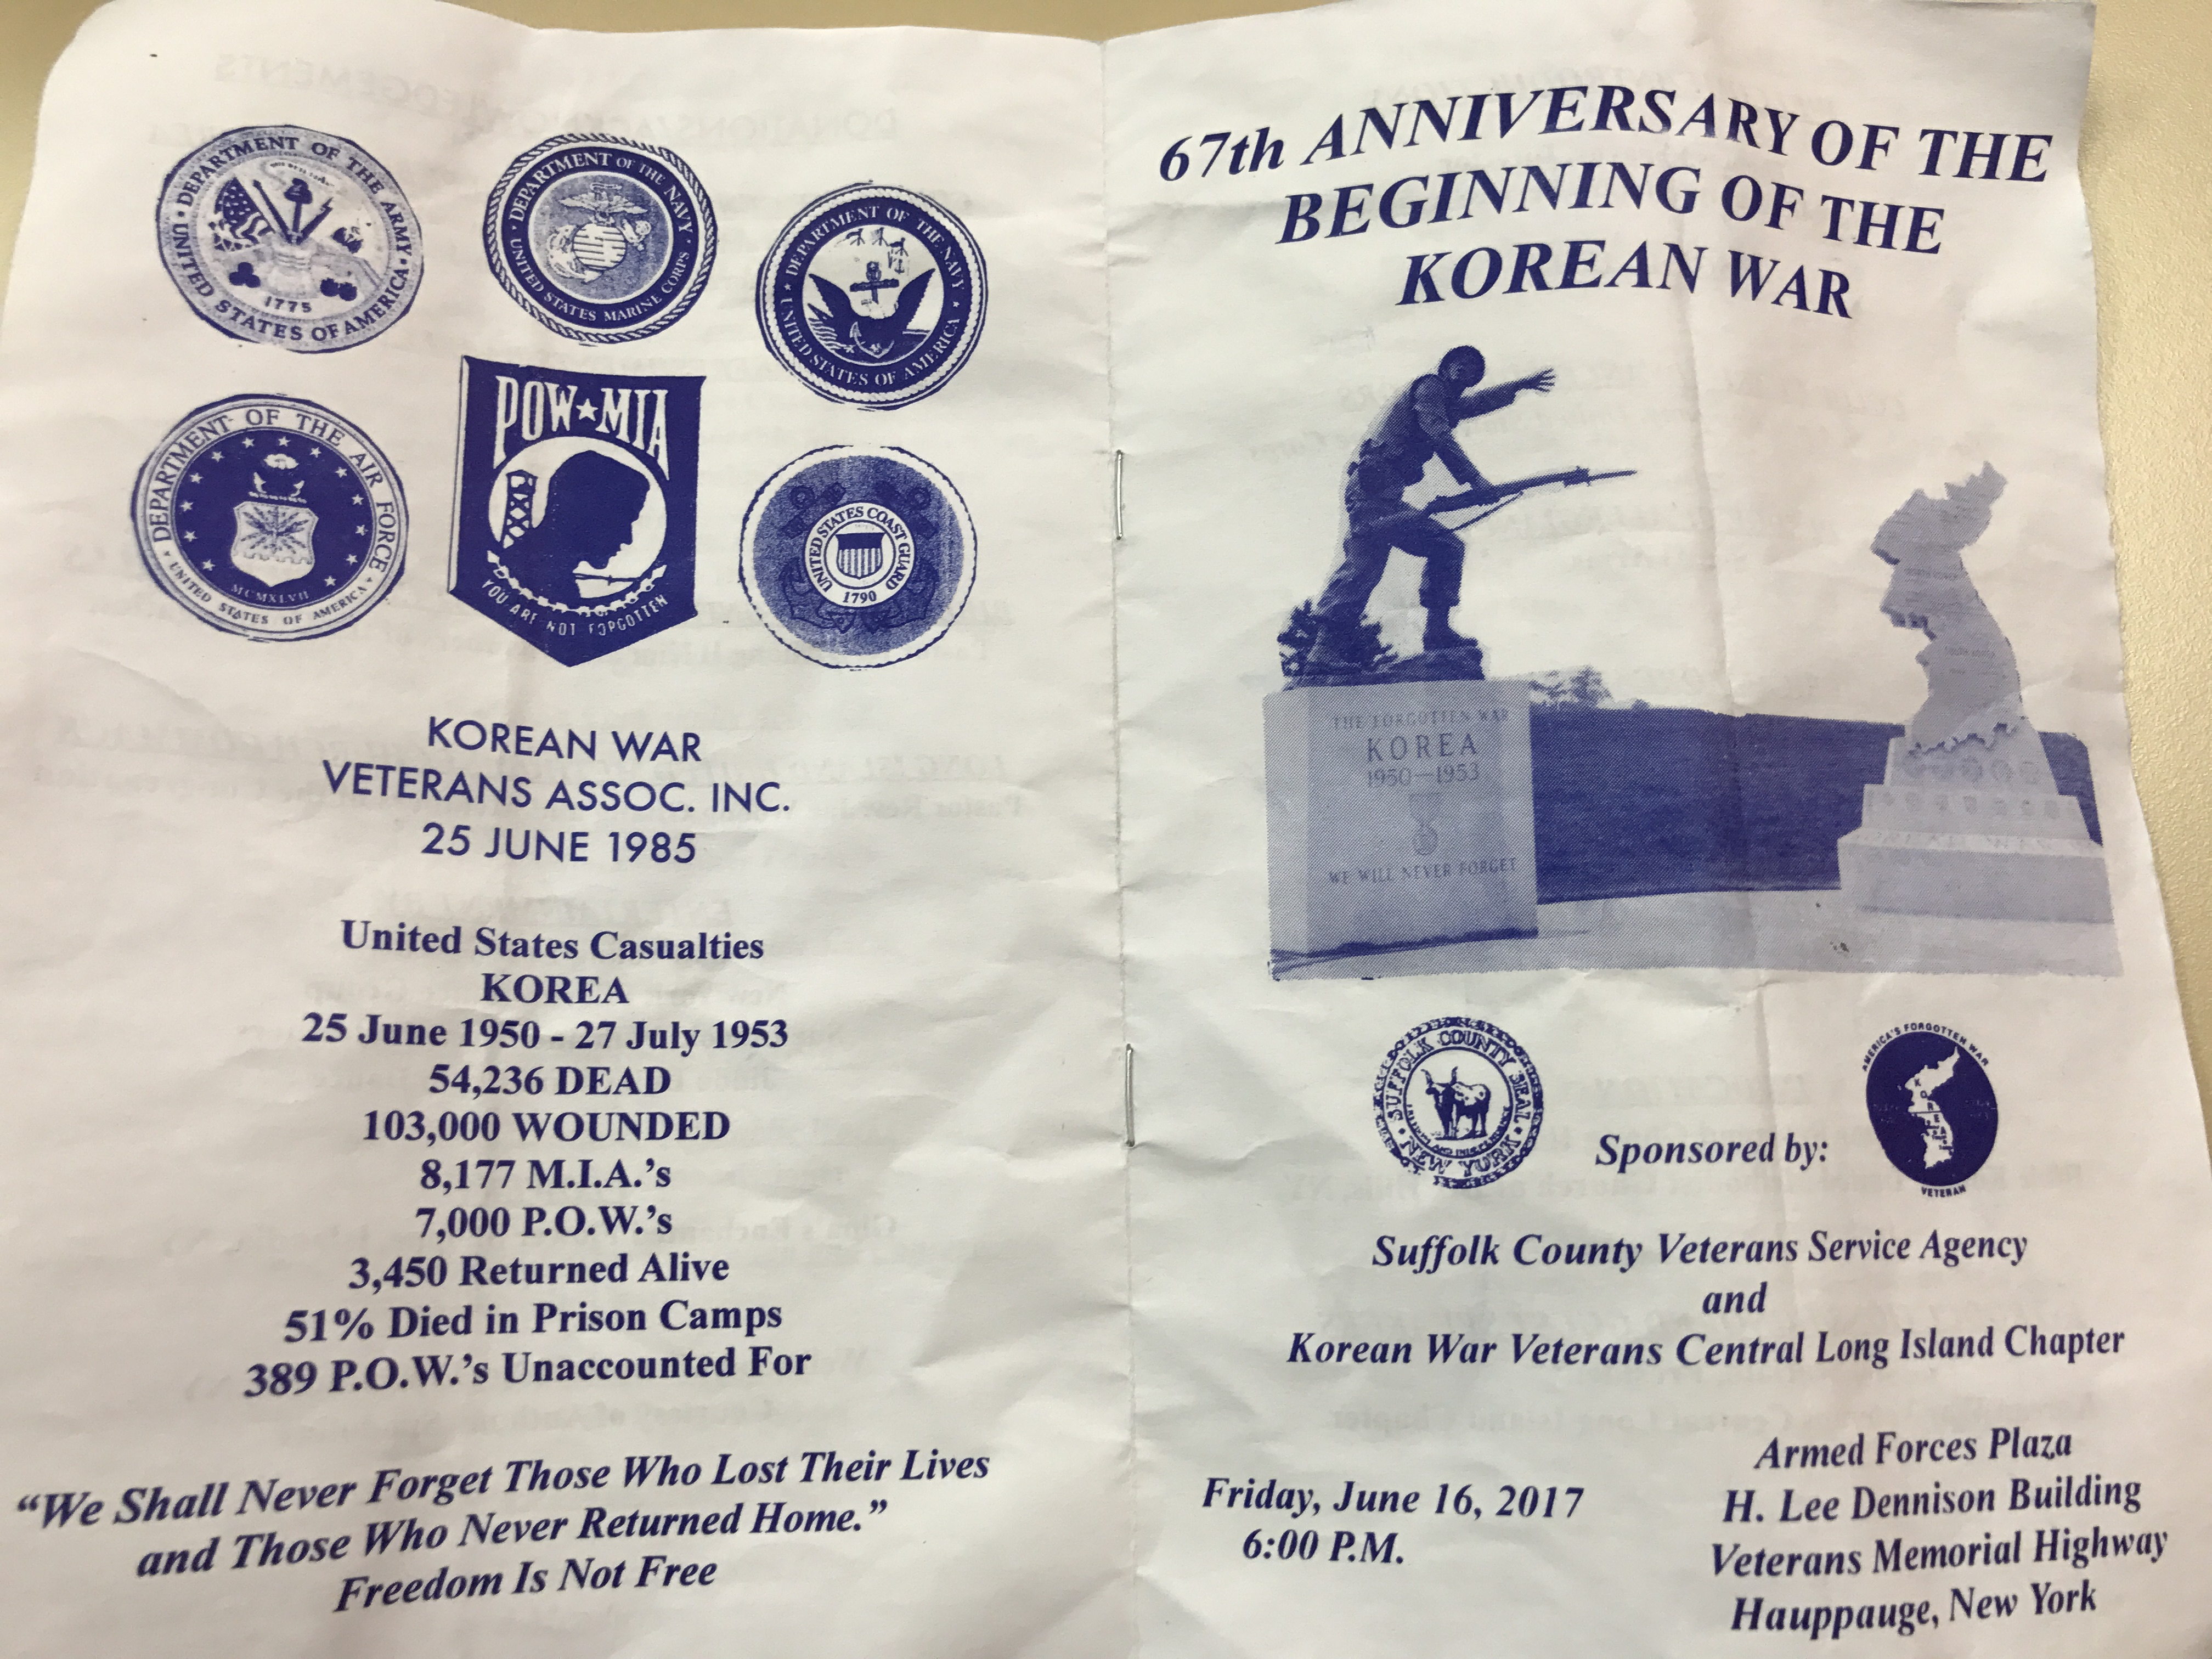 DEPARTMENT OF THE ARMY
UNITED STATES OF AMERICA
1775
DEPARTMENT OF THE NAVY
UNITED STATES MARINE CORPS
DEPARTMENT OF THE NAVY
UNITED STATES OF AMERICA
DEPARTMENT OF THE AIR FORCE
MCMXLVII
UNITED STATES OF AMERICA
POW★MIA
YOU ARE NOT FORGOTTEN
UNITED STATES COAST GUARD
1790
KOREAN WAR
VETERANS ASSOC. INC.
25 JUNE 1985
United States Casualties
KOREA
25 June 1950 - 27 July 1953
54,236 DEAD
103,000 WOUNDED
8,177 M.I.A.’s
7,000 P.O.W.’s
3,450 Returned Alive
51% Died in Prison Camps
389 P.O.W.’s Unaccounted For
“We Shall Never Forget Those Who Lost Their Lives
and Those Who Never Returned Home.”
Freedom Is Not Free
67th ANNIVERSARY OF THE
BEGINNING OF THE
KOREAN WAR
THE FORGOTTEN WAR
KOREA
1950—1953
WE WILL NEVER FORGET
SUFFOLK COUNTY SEAL
NEW YORK
AMERICA'S FORGOTTEN WAR
KOREA
VETERAN
Sponsored by:
Suffolk County Veterans Service Agency
and
Korean War Veterans Central Long Island Chapter
Friday, June 16, 2017
6:00 P.M.
Armed Forces Plaza
H. Lee Dennison Building
Veterans Memorial Highway
Hauppauge, New York